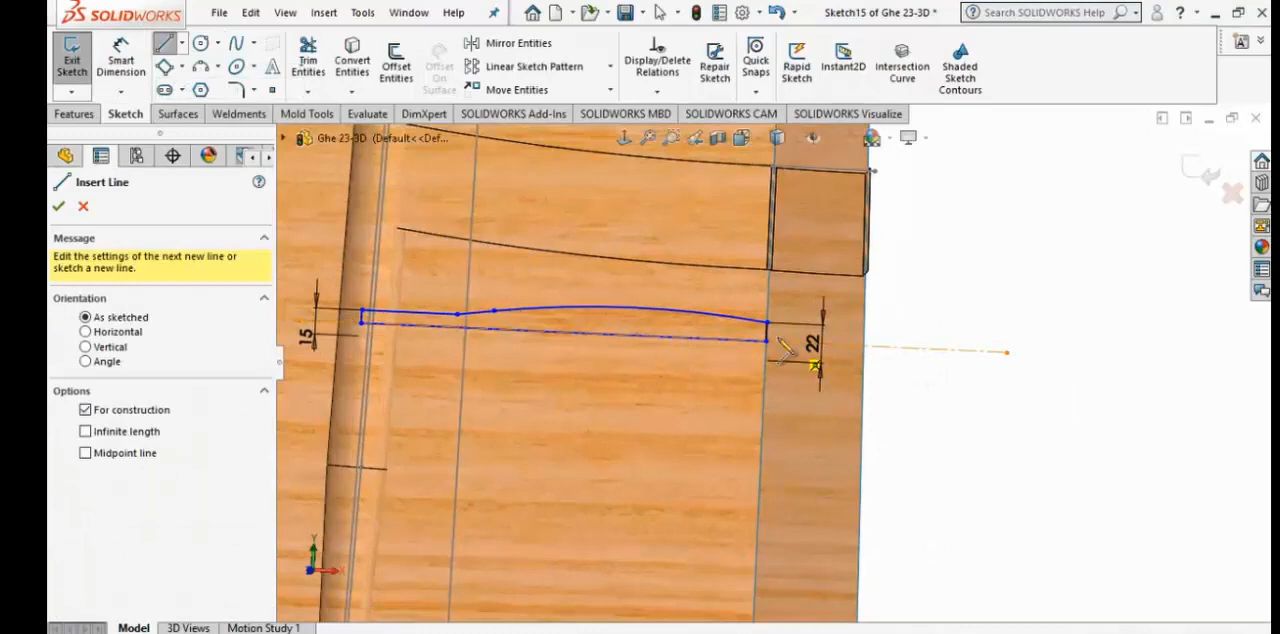 SOLIDWORKS
File Edit View Insert Tools Window Help
Sketch15 of Ghe 23-3D *
Search SOLIDWORKS Help
Exit Sketch
Smart Dimension
Trim Entities
Convert Entities
Offset Entities
Offset On Surface
Mirror Entities
Linear Sketch Pattern
Move Entities
Display/Delete Relations
Repair Sketch
Quick Snaps
Rapid Sketch
Instant2D
Intersection Curve
Shaded Sketch Contours
Features Sketch Surfaces Weldments Mold Tools Evaluate DimXpert SOLIDWORKS Add-Ins SOLIDWORKS MBD SOLIDWORKS CAM SOLIDWORKS Visualize
Ghe 23-3D (Default<<Def...
Insert Line
Message
Edit the settings of the next new line or
sketch a new line.
Orientation
As sketched
Horizontal
Vertical
Angle
Options
For construction
Infinite length
Midpoint line
15
22
Y
X
Model 3D Views Motion Study 1